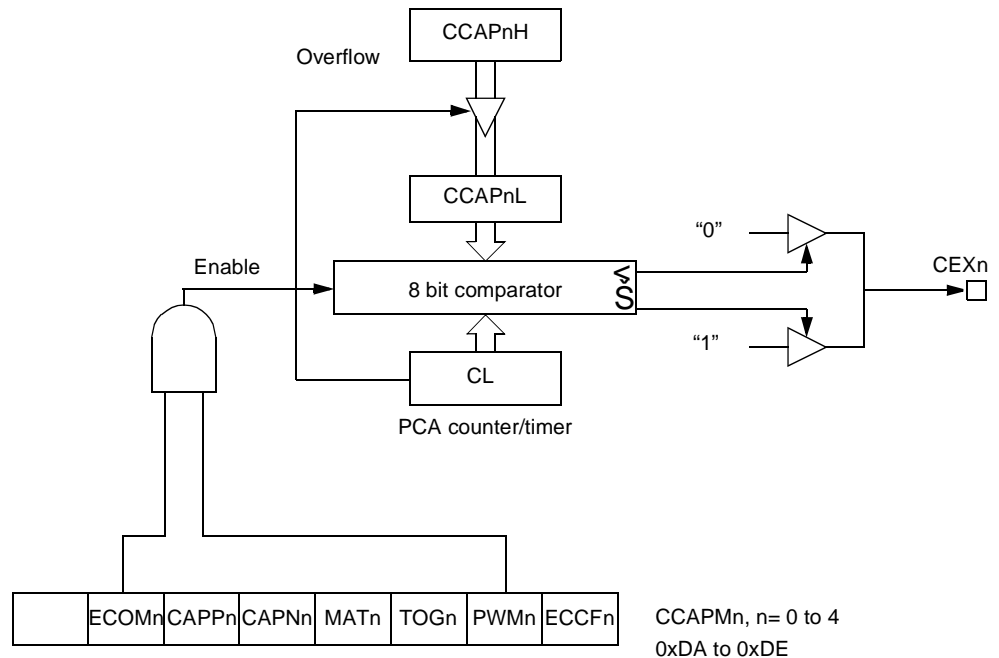 CCAPnH
Overflow
CCAPnL
“0”
Enable
CEXn
8 bit comparator
<
“1”
CL
PCA counter/timer
ECOMn CAPPn CAPNn MATn TOGn PWMn ECCFn
CCAPMn, n= 0 to 4
0xDA to 0xDE